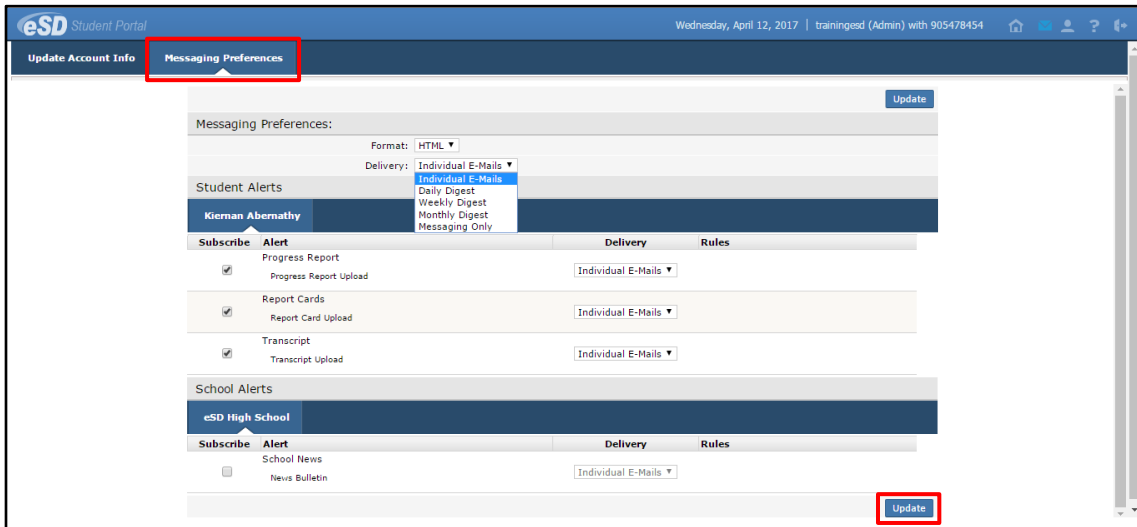 eSD Student Portal
Wednesday, April 12, 2017 | trainingesd (Admin) with 905478454
Update Account Info Messaging Preferences
Update
Messaging Preferences:
Format: HTML
Delivery: Individual E-Mails
Individual E-Mails
Daily Digest
Weekly Digest
Monthly Digest
Messaging Only
Student Alerts
Kiernan Abernathy
Subscribe Alert Delivery Rules
Progress Report
Progress Report Upload
Individual E-Mails
Report Cards
Report Card Upload
Individual E-Mails
Transcript
Transcript Upload
Individual E-Mails
School Alerts
eSD High School
Subscribe Alert Delivery Rules
School News
News Bulletin
Individual E-Mails
Update